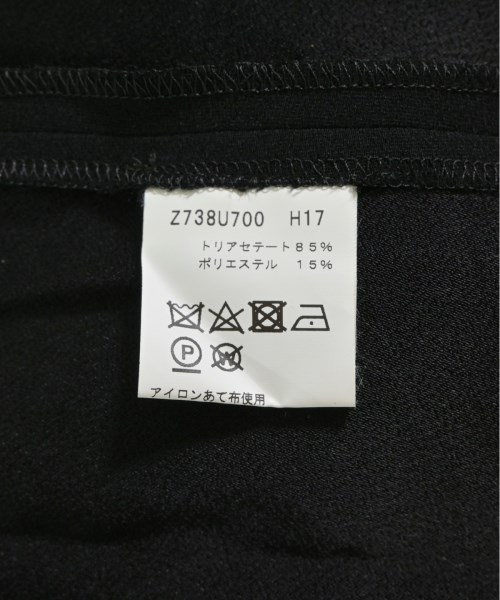 Z738U700 H17
トリアセテート85%
ポリエステル 15%
P W
アイロンあて布使用